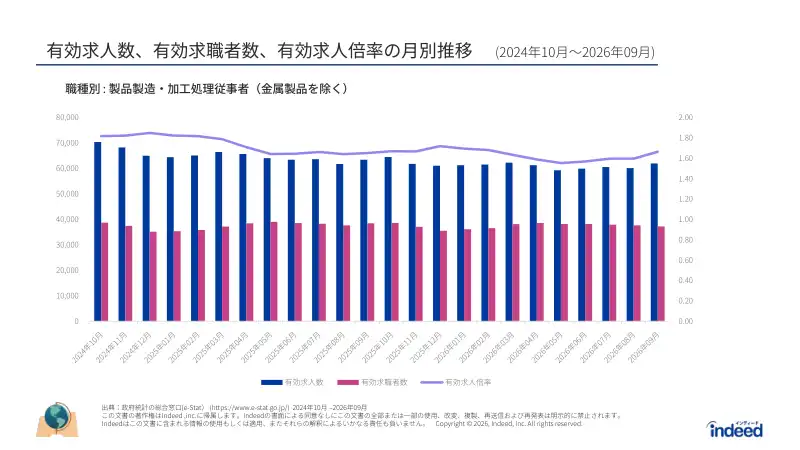 有効求人数、有効求職者数、有効求人倍率の月別推移 (2024年10月～2026年09月)
職種別 : 製品製造・加工処理従事者（金属製品を除く）
80,000
70,000
60,000
50,000
40,000
30,000
20,000
10,000
0
2.00
1.80
1.60
1.40
1.20
1.00
0.80
0.60
0.40
0.20
0.00
2024年10月
2024年11月
2024年12月
2025年01月
2025年02月
2025年03月
2025年04月
2025年05月
2025年06月
2025年07月
2025年08月
2025年09月
2025年10月
2025年11月
2025年12月
2026年01月
2026年02月
2026年03月
2026年04月
2026年05月
2026年06月
2026年07月
2026年08月
2026年09月
有効求人数 有効求職者数 有効求人倍率
出典：政府統計の総合窓口(e-Stat) (https://www.e-stat.go.jp/) 2024年10月 –2026年09月
この文書の著作権はIndeed ,inc.に帰属します。Indeedの書面による同意なしにこの文書の全部または一部の使用、改変、複製、再送信および再発表は明示的に禁止されます。
Indeedはこの文書に含まれる情報の使用もしくは適用、またそれらの解釈によるいかなる責任も負いません。 Copyright © 2026, Indeed, Inc. All rights reserved.
インディード
indeed